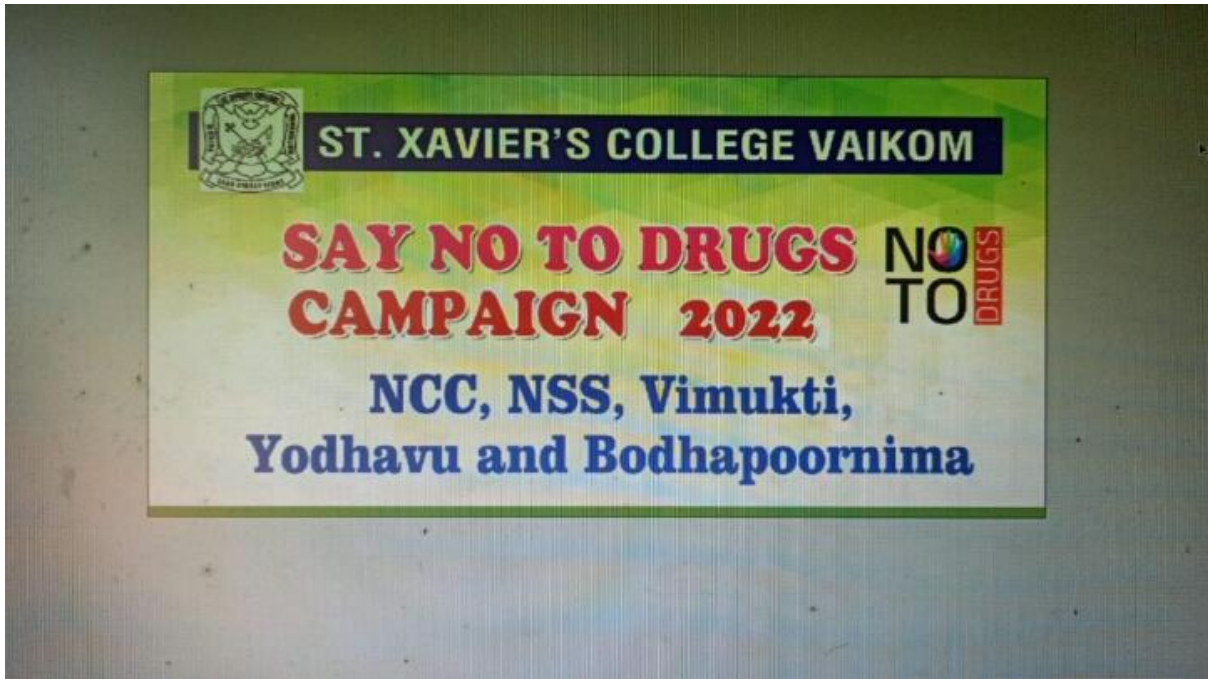 ST. XAVIER'S COLLEGE VAIKOM
SAY NO TO DRUGS
CAMPAIGN 2022
NO
TO
DRUGS
NCC, NSS, Vimukti,
Yodhavu and Bodhapoornima